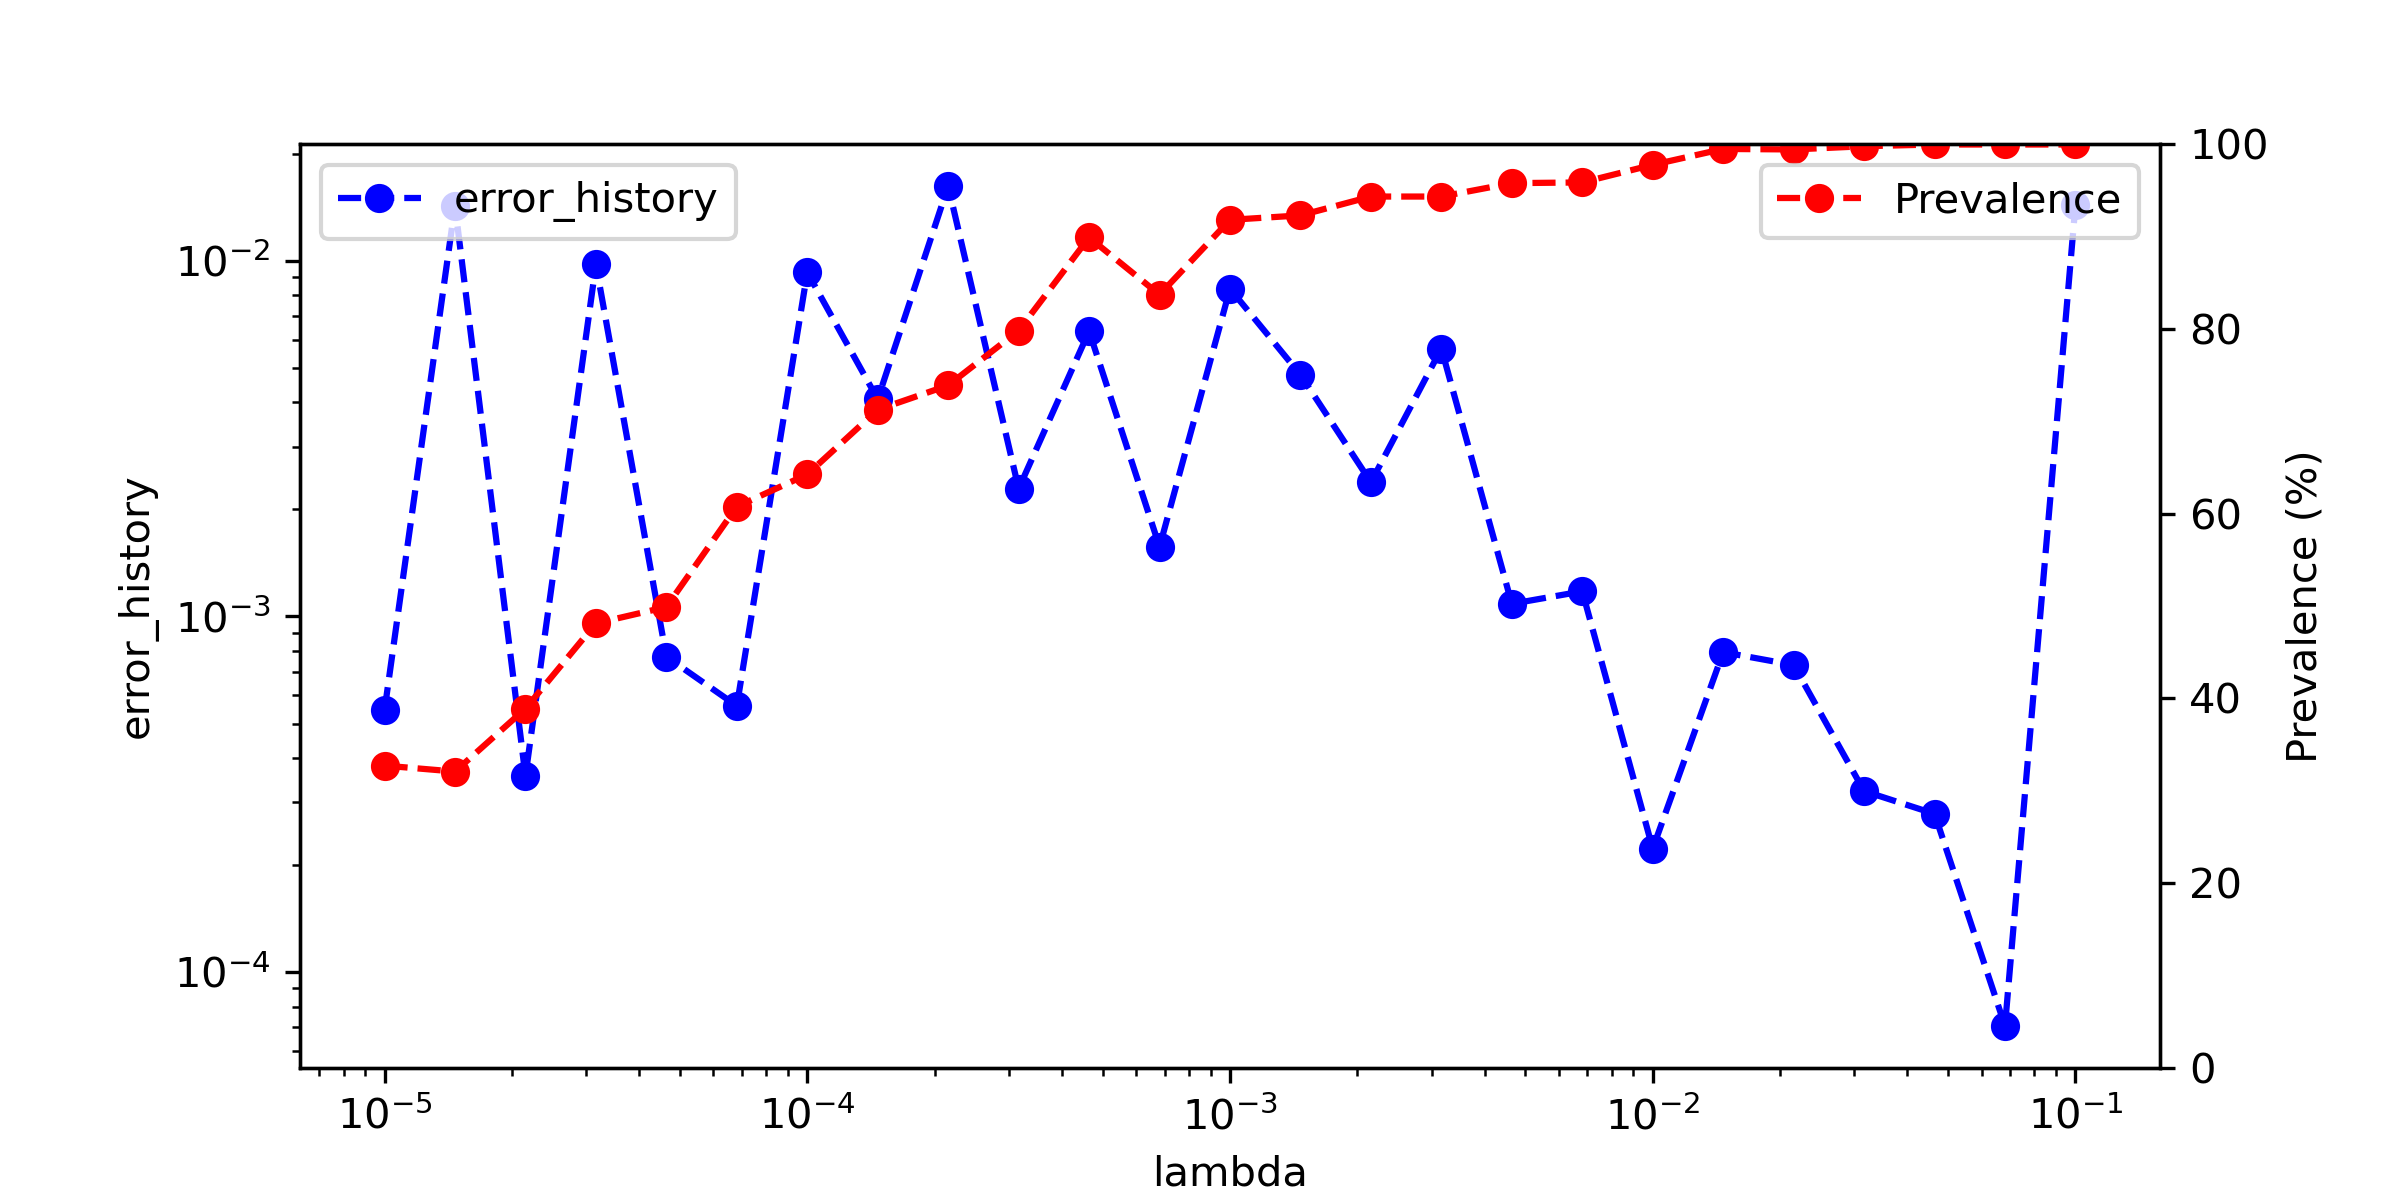 error_history
Prevalence
10⁻²
10⁻³
10⁻⁴
error_history
100
80
60
40
20
0
Prevalence (%)
10⁻⁵
10⁻⁴
10⁻³
10⁻²
10⁻¹
lambda